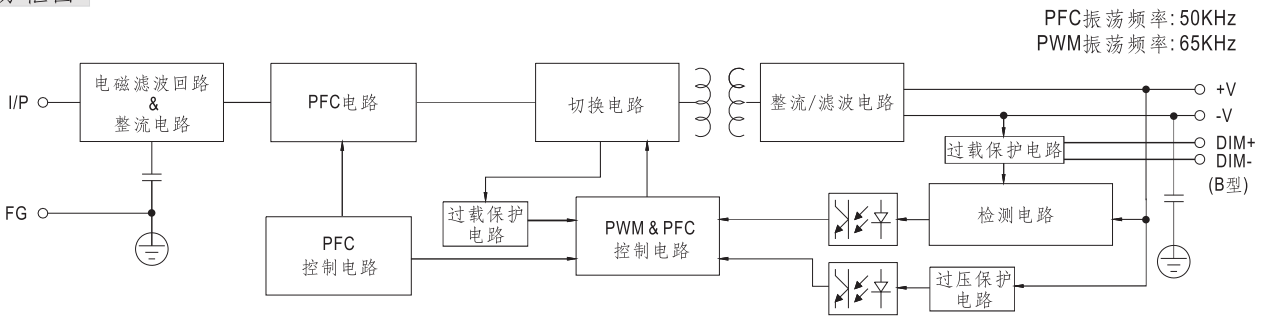 PFC振荡频率:50KHz
PWM振荡频率:65KHz
I/P
电磁滤波回路
&
整流电路
PFC电路
切换电路
整流/滤波电路
+V
-V
DIM+
DIM-
(B型)
过载保护电路
检测电路
FG
PFC
控制电路
过载保护
电路
PWM & PFC
控制电路
过压保护
电路